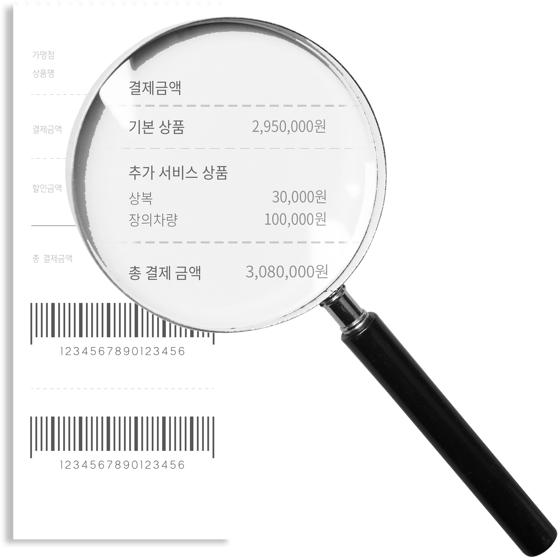 가맹점
상품명
결제금액
할인금액
총 결제금액
결제금액
기본 상품 2,950,000원
추가 서비스 상품
상복 30,000원
장의차량 100,000원
총 결제 금액 3,080,000원
1234567890123456
1234567890123456